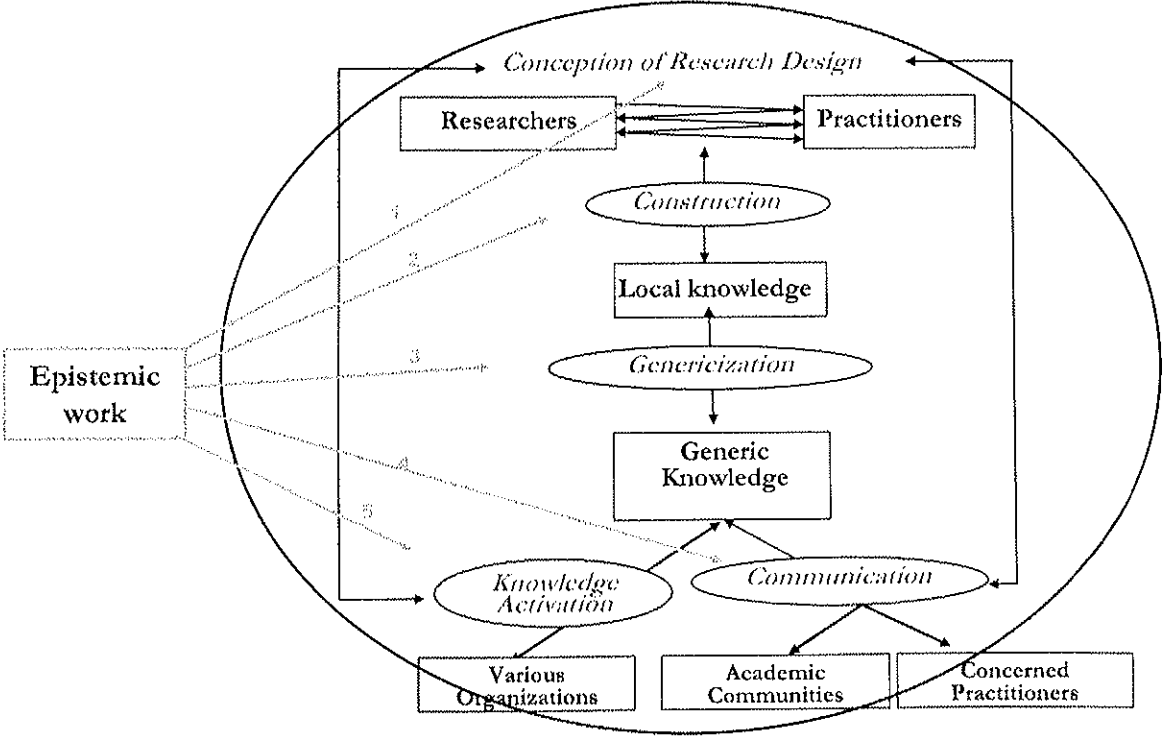 Conception of Research Design
Researchers
Practitioners
1
Construction
2
Local knowledge
3
Genericization
Epistemic
work
Generic
Knowledge
4
5
Knowledge
Activation
Communication
Various
Organizations
Academic
Communities
Concerned
Practitioners